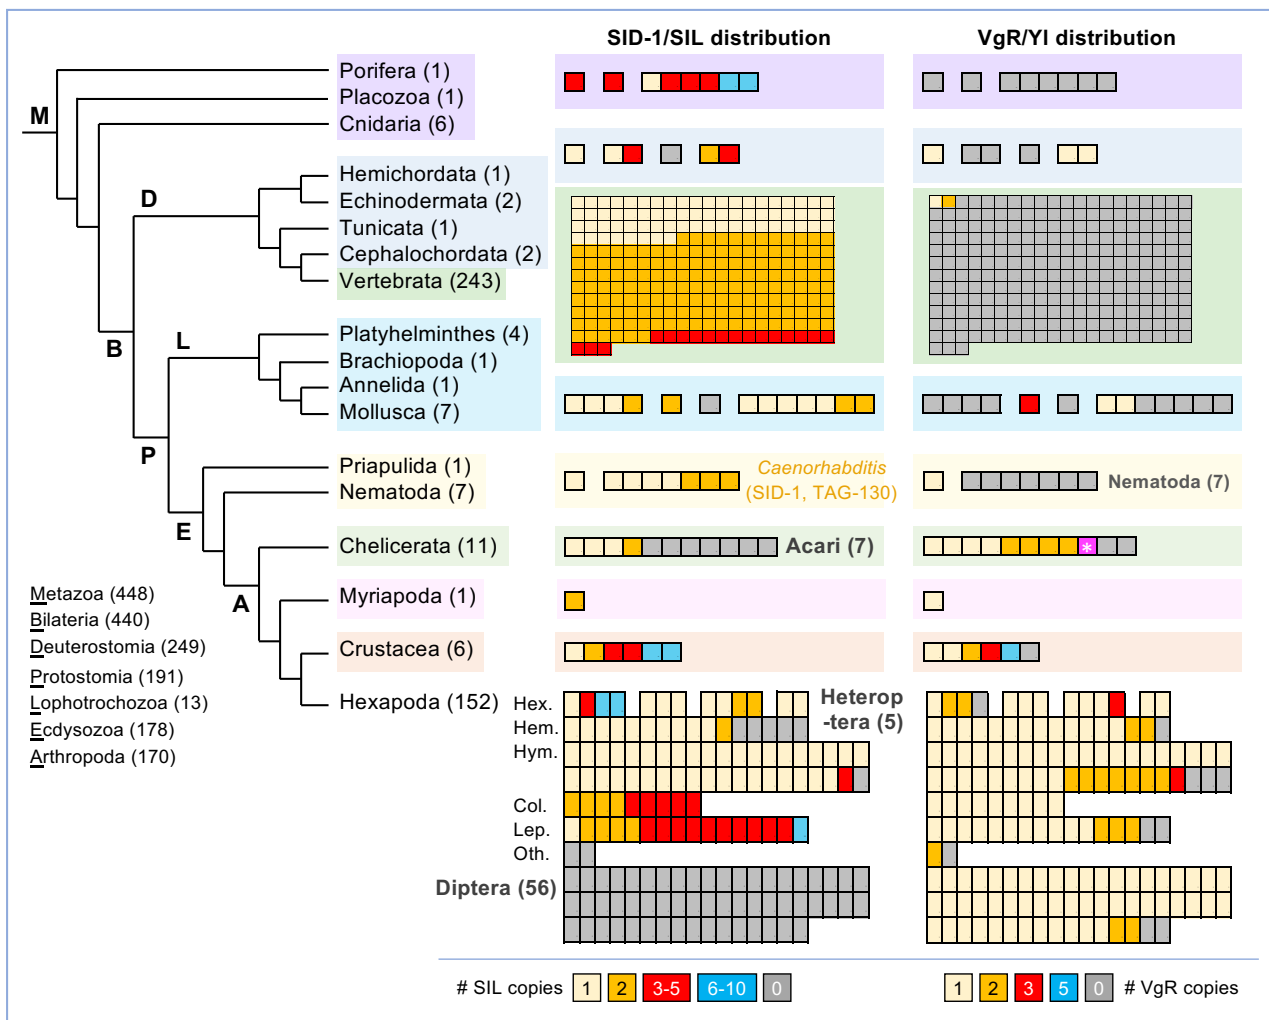 SID-1/SIL distribution
VgR/Yl distribution
M
Porifera (1)
Placozoa (1)
Cnidaria (6)
D
Hemichordata (1)
Echinodermata (2)
Tunicata (1)
Cephalochordata (2)
Vertebrata (243)
B
L
Platyhelminthes (4)
Brachiopoda (1)
Annelida (1)
Mollusca (7)
P
Priapulida (1)
Nematoda (7)
Caenorhabditis
(SID-1, TAG-130)
Nematoda (7)
E
Chelicerata (11)
Acari (7)
*
A
Myriapoda (1)
Crustacea (6)
Hexapoda (152)
Metazoa (448)
Bilateria (440)
Deuterostomia (249)
Protostomia (191)
Lophotrochozoa (13)
Ecdysozoa (178)
Arthropoda (170)
Hex.
Heterop
-tera (5)
Hem.
Hym.
Col.
Lep.
Oth.
Diptera (56)
# SIL copies 1 2 3-5 6-10 0
1 2 3 5 0 # VgR copies